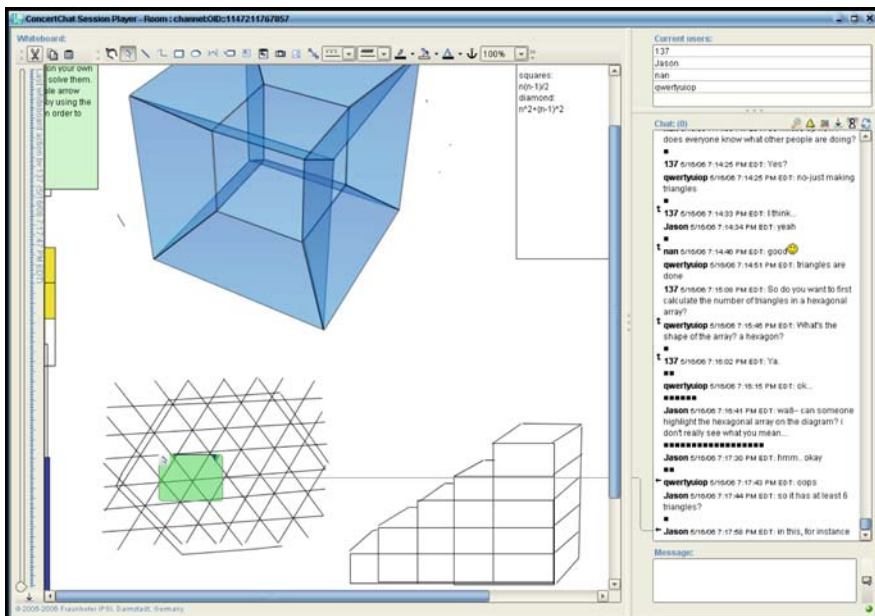 ConcertChat Session Player - Room : channel:OID::1147211767857
Whiteboard:
100%
on your own
solve them.
le arrow
by using the
n order to
squares:
n(n-1)/2
diamond:
n^2+(n-1)^2
Current users:
137
Jason
nan
qwertyuiop
Chat: (0)
does everyone know what other people are doing?
137 5/16/06 7:14:25 PM EDT: Yes?
qwertyuiop 5/16/06 7:14:25 PM EDT: no-just making
triangles
137 5/16/06 7:14:33 PM EDT: I think...
Jason 5/16/06 7:14:34 PM EDT: yeah
nan 5/16/06 7:14:46 PM EDT: good
qwertyuiop 5/16/06 7:14:51 PM EDT: triangles are
done
137 5/16/06 7:15:08 PM EDT: So do you want to first
calculate the number of triangles in a hexagonal
array?
qwertyuiop 5/16/06 7:15:45 PM EDT: What's the
shape of the array? a hexagon?
137 5/16/06 7:16:02 PM EDT: Ya.
qwertyuiop 5/16/06 7:16:15 PM EDT: ok...
Jason 5/16/06 7:16:41 PM EDT: wait-- can someone
highlight the hexagonal array on the diagram? i
don't really see what you mean...
Jason 5/16/06 7:17:30 PM EDT: hmm.. okay
qwertyuiop 5/16/06 7:17:43 PM EDT: oops
Jason 5/16/06 7:17:44 PM EDT: so it has at least 6
triangles?
Jason 5/16/06 7:17:58 PM EDT: in this, for instance
Message:
© 2005-2006 Fraunhofer IPSI, Darmstadt, Germany